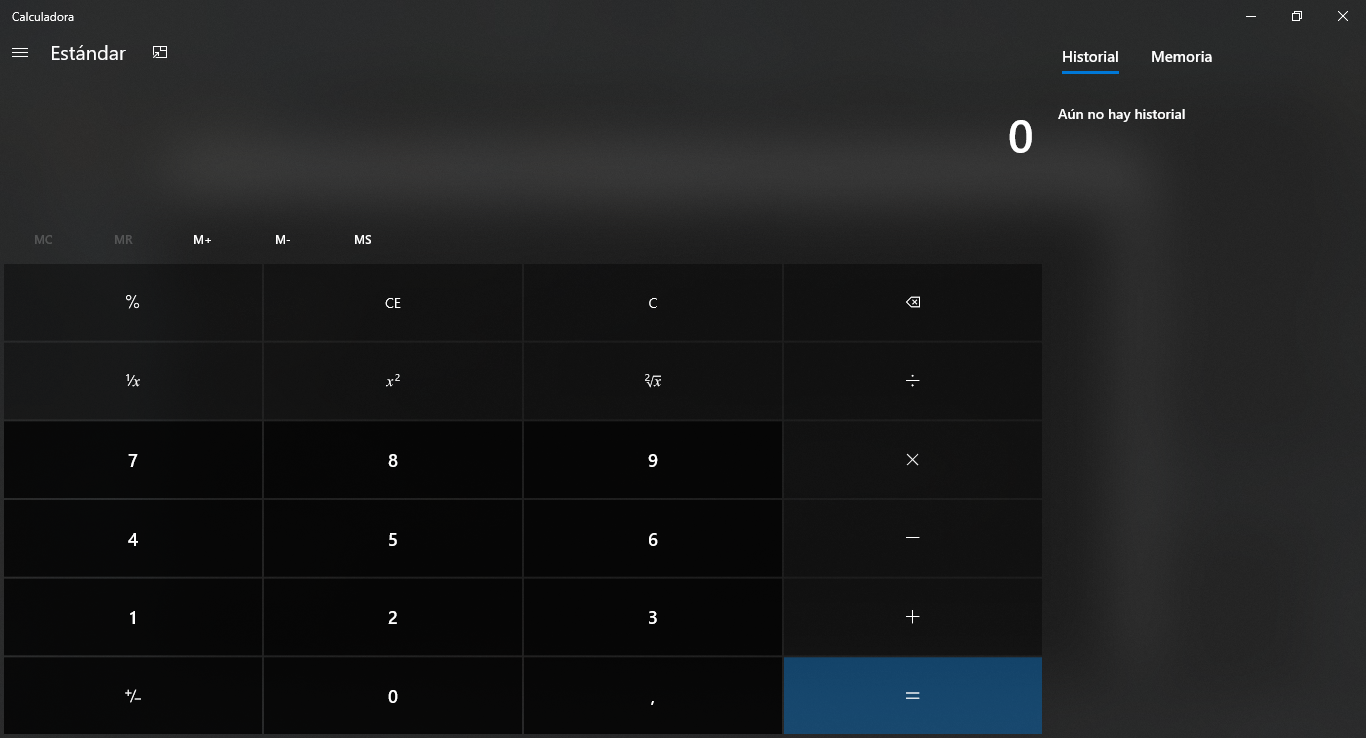 Calculadora
Estándar
Historial Memoria
Aún no hay historial
0
MC MR M+ M- MS
% CE C
¹/x x² ²√x ÷
7 8 9 ×
4 5 6 −
1 2 3 +
+/− 0 , =